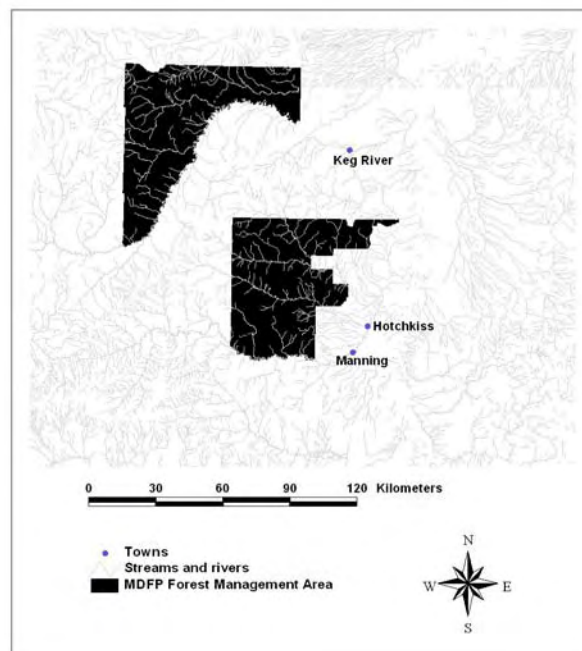 Keg River
Hotchkiss
Manning
0 30 60 90 120 Kilometers
Towns
Streams and rivers
MDFP Forest Management Area
N
W E
S